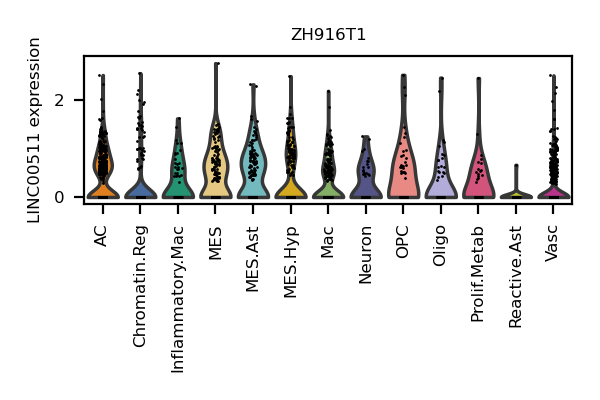 ZH916T1
LINC00511 expression
2
0
AC
Chromatin.Reg
Inflammatory.Mac
MES
MES.Ast
MES.Hyp
Mac
Neuron
OPC
Oligo
Prolif.Metab
Reactive.Ast
Vasc